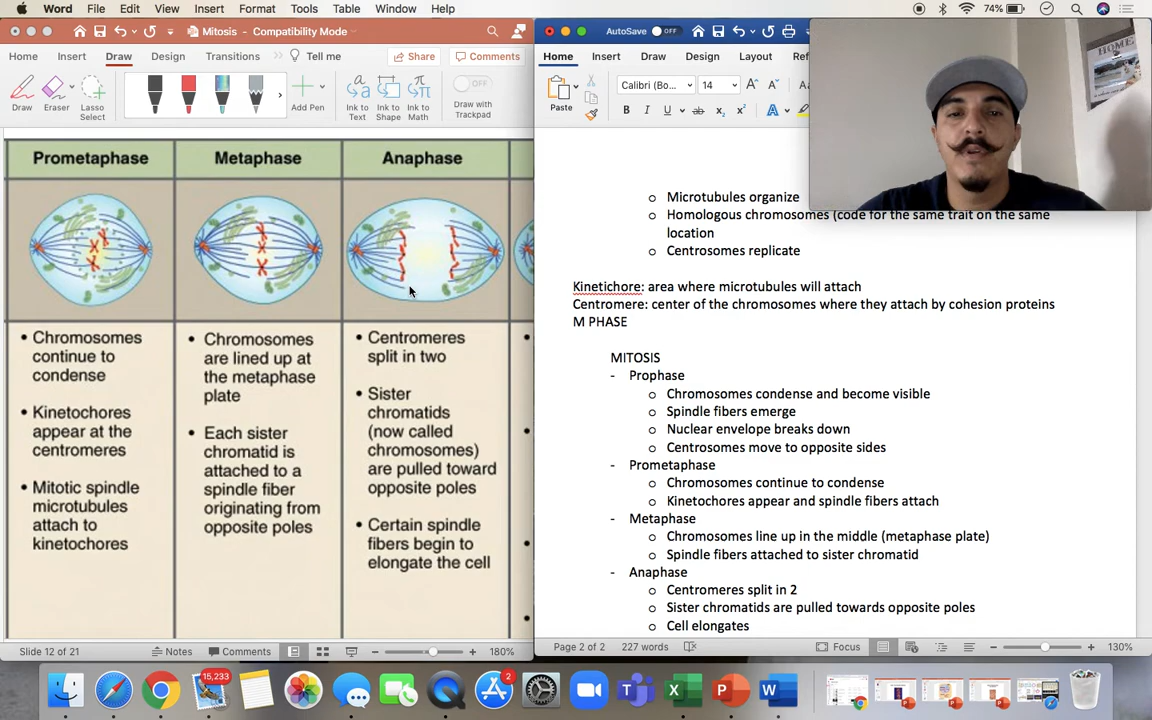 Word File Edit View Insert Format Tools Table Window Help 74%
Mitosis - Compatibility Mode
Home Insert Draw Design Transitions Tell me Share Comments
Draw Eraser Lasso Select Add Pen Ink to Text Ink to Shape Ink to Math OFF Draw with Trackpad
Prometaphase Metaphase Anaphase
• Chromosomes
continue to
condense
• Kinetochores
appear at the
centromeres
• Mitotic spindle
microtubules
attach to
kinetochores
• Chromosomes
are lined up at
the metaphase
plate
• Each sister
chromatid is
attached to a
spindle fiber
originating from
opposite poles
• Centromeres
split in two
• Sister
chromatids
(now called
chromosomes)
are pulled toward
opposite poles
• Certain spindle
fibers begin to
elongate the cell
Slide 12 of 21 Notes Comments 180%
AutoSave OFF
Home Insert Draw Design Layout
Paste Calibri (Bo... 14
B I U ab x₂ x² A
HOME
o Microtubules organize
o Homologous chromosomes (code for the same trait on the same
location
o Centrosomes replicate
Kinetichore: area where microtubules will attach
Centromere: center of the chromosomes where they attach by cohesion proteins
M PHASE
MITOSIS
- Prophase
o Chromosomes condense and become visible
o Spindle fibers emerge
o Nuclear envelope breaks down
o Centrosomes move to opposite sides
- Prometaphase
o Chromosomes continue to condense
o Kinetochores appear and spindle fibers attach
- Metaphase
o Chromosomes line up in the middle (metaphase plate)
o Spindle fibers attached to sister chromatid
- Anaphase
o Centromeres split in 2
o Sister chromatids are pulled towards opposite poles
o Cell elongates
Page 2 of 2 227 words Focus 130%
15,233
2